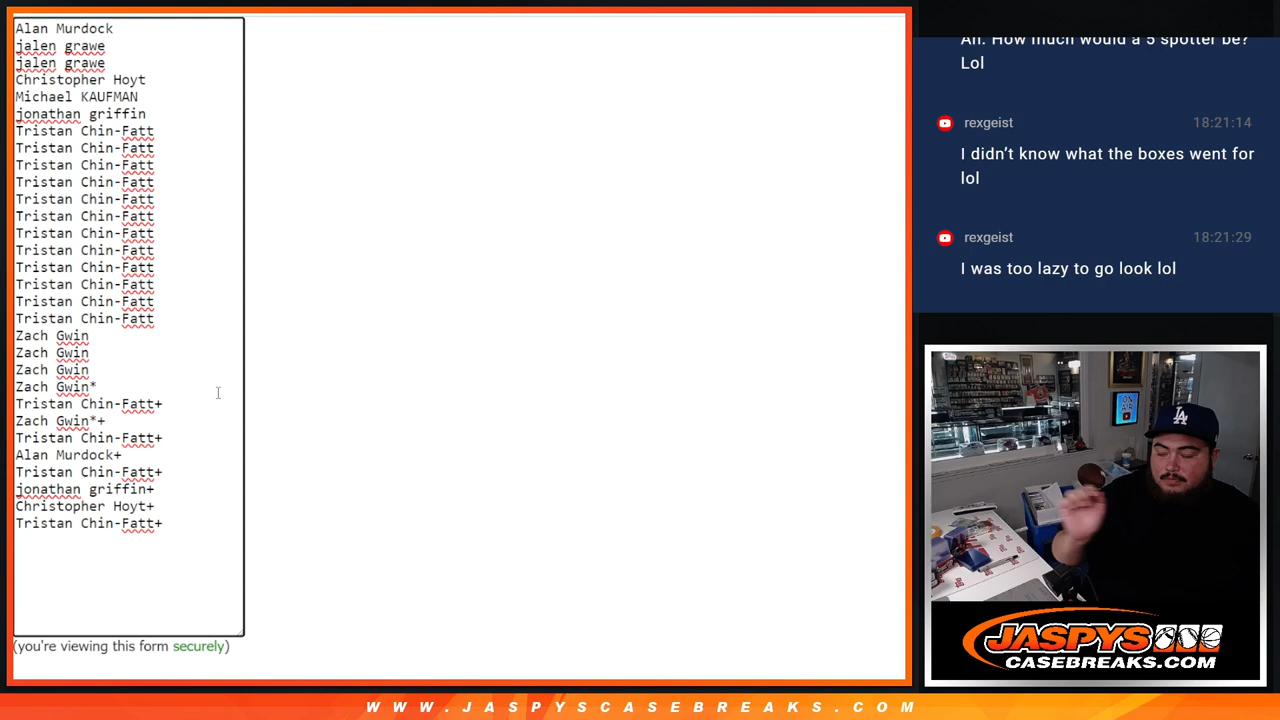 Alan Murdock
jalen grawe
jalen grawe
Christopher Hoyt
Michael KAUFMAN
jonathan griffin
Tristan Chin-Fatt
Tristan Chin-Fatt
Tristan Chin-Fatt
Tristan Chin-Fatt
Tristan Chin-Fatt
Tristan Chin-Fatt
Tristan Chin-Fatt
Tristan Chin-Fatt
Tristan Chin-Fatt
Tristan Chin-Fatt
Tristan Chin-Fatt
Tristan Chin-Fatt
Zach Gwin
Zach Gwin
Zach Gwin
Zach Gwin*
Tristan Chin-Fatt+
Zach Gwin*+
Tristan Chin-Fatt+
Alan Murdock+
Tristan Chin-Fatt+
jonathan griffin+
Christopher Hoyt+
Tristan Chin-Fatt+
(you're viewing this form securely)
Ah. How much would a 5 spotter be?
Lol
rexgeist 18:21:14
I didn’t know what the boxes went for
lol
rexgeist 18:21:29
I was too lazy to go look lol
ON
AIR
LA
JASPYS
CASEBREAKS.COM
WWW.JASPYSCASEBREAKS.COM